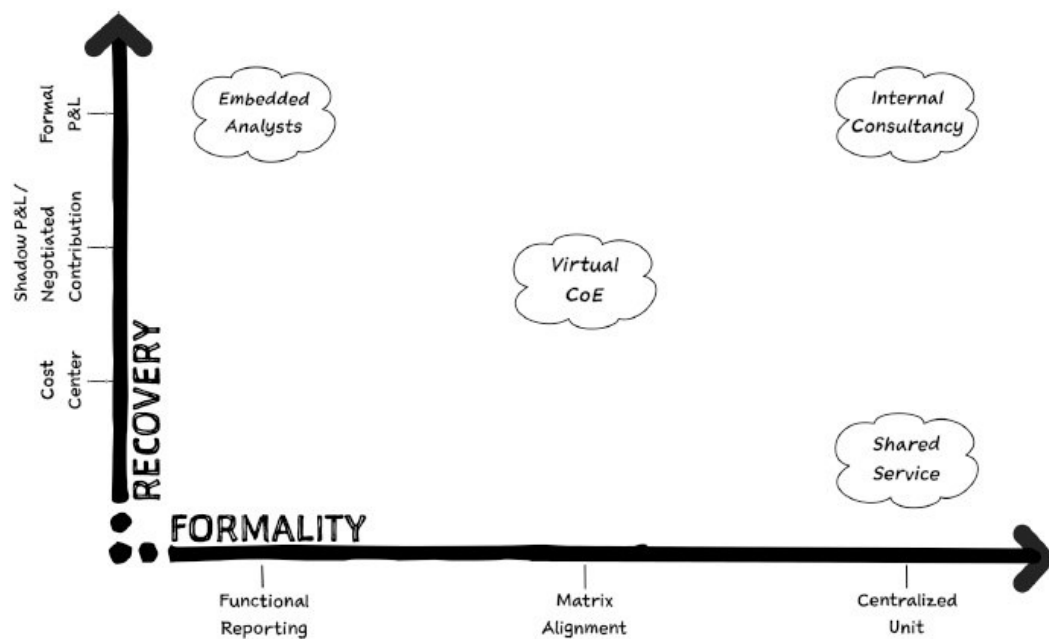 Formal
P&L
Embedded
Analysts
Internal
Consultancy
Shadow P&L /
Negotiated
Contribution
Virtual
CoE
Cost
Center
RECOVERY
Shared
Service
FORMALITY
Functional
Reporting
Matrix
Alignment
Centralized
Unit